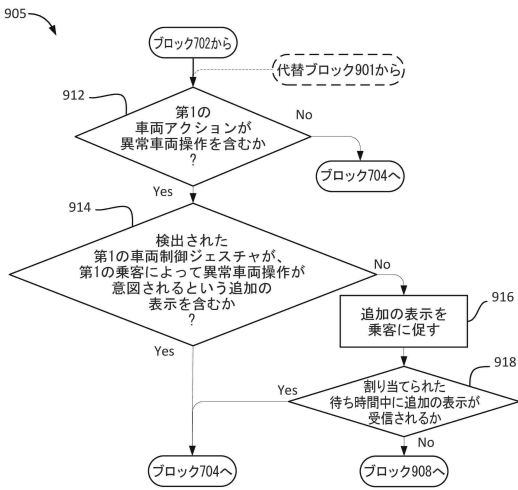 905
ブロック702から
代替ブロック901から
912
第1の
車両アクションが
異常車両操作を含むか
?
No
ブロック704へ
Yes
914
検出された
第1の車両制御ジェスチャが、
第1の乗客によって異常車両操作が
意図されるという追加の
表示を含むか
?
No
916
追加の表示を
乗客に促す
Yes
918
割り当てられた
待ち時間中に追加の表示が
受信されるか
Yes
No
ブロック704へ
ブロック908へ